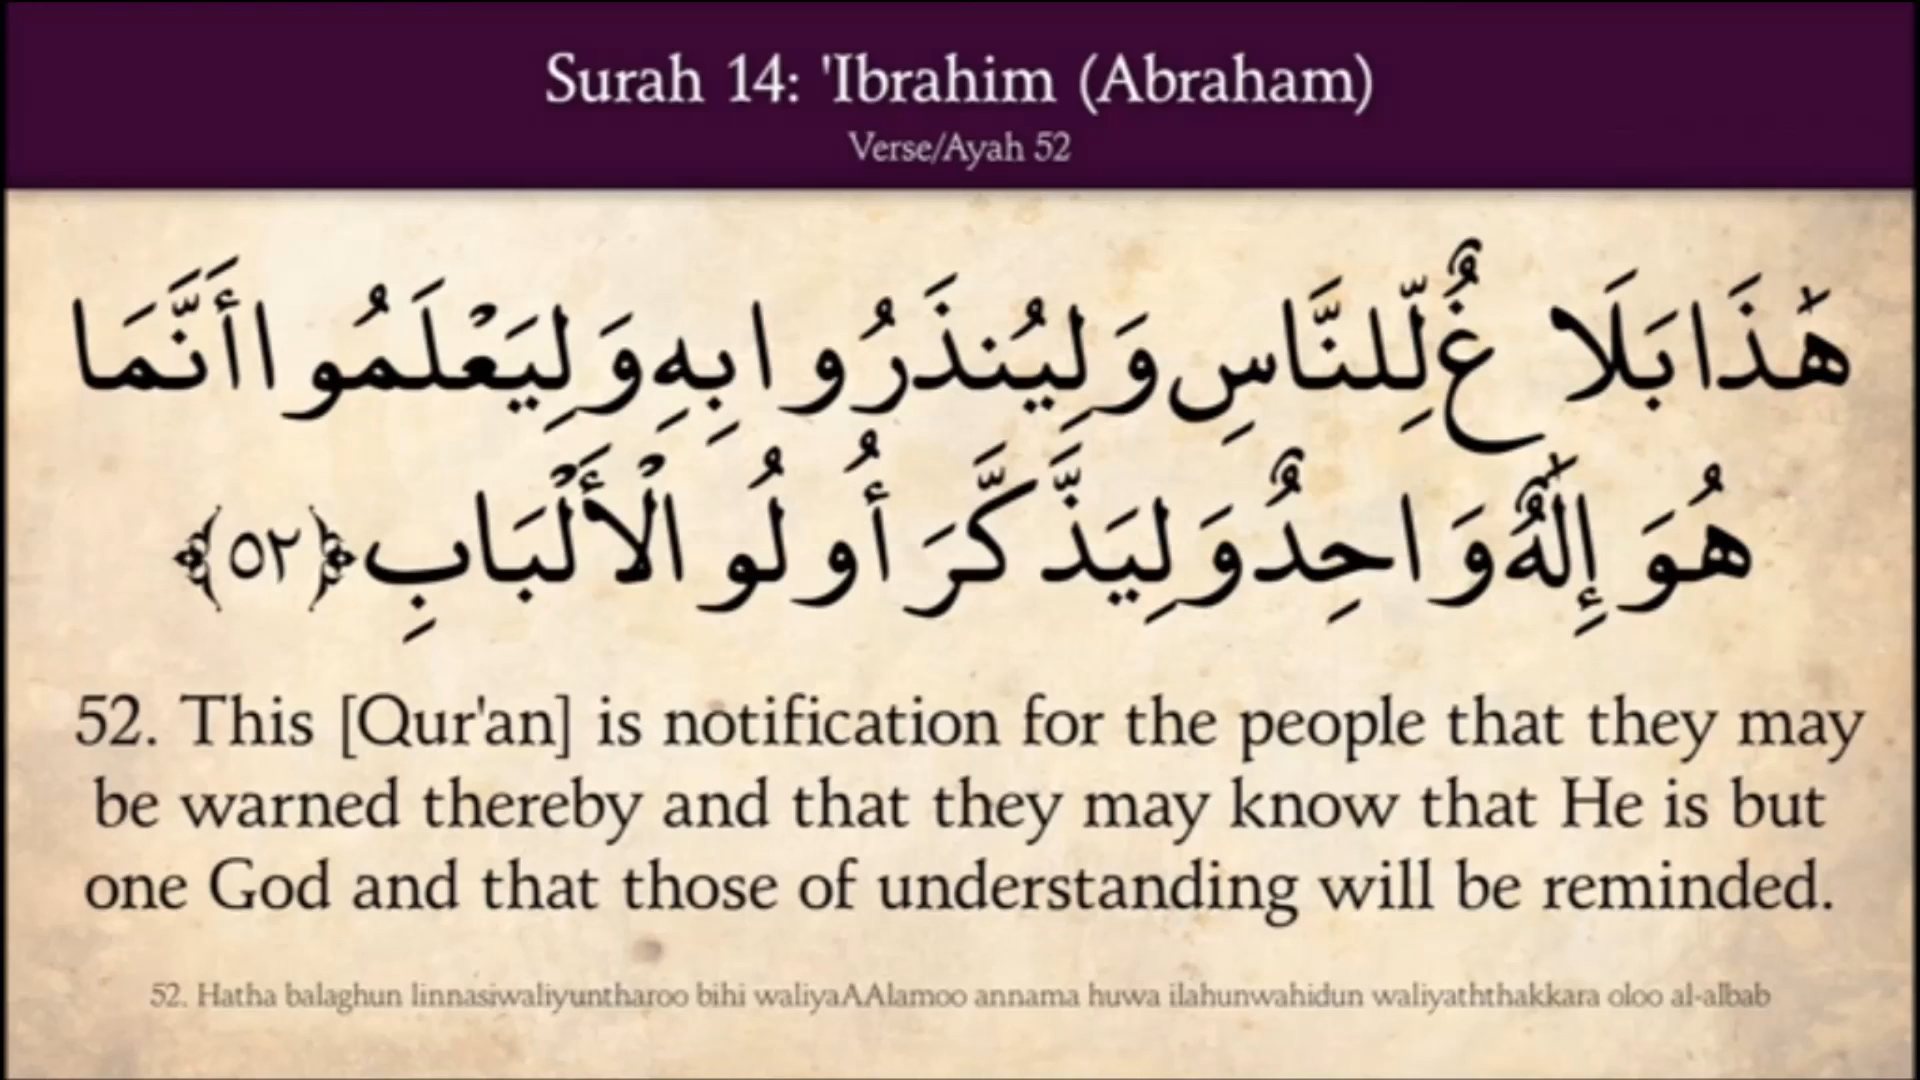 Surah 14: 'Ibrahim (Abraham)
Verse/Ayah 52
هَٰذَا بَلَاغٌ لِّلنَّاسِ وَلِيُنذَرُوا بِهِ وَلِيَعْلَمُوا أَنَّمَا
هُوَ إِلَٰهٌ وَاحِدٌ وَلِيَذَّكَّرَ أُولُو الْأَلْبَابِ ﴿٥٢﴾
52. This [Qur'an] is notification for the people that they may
be warned thereby and that they may know that He is but
one God and that those of understanding will be reminded.
52. Hatha balaghun linnasiwaliyuntharoo bihi waliyaAAlamoo annama huwa ilahunwahidun waliyaththakkara oloo al-albab